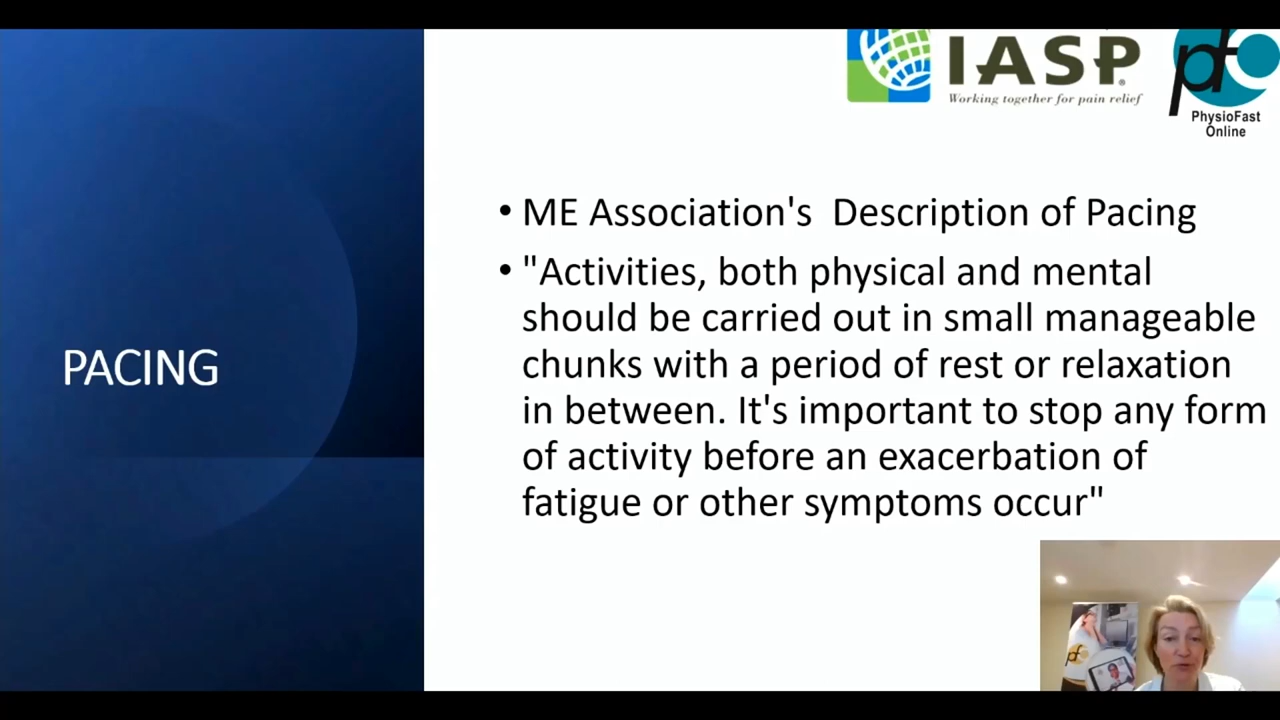 IASP
Working together for pain relief
PhysioFast
Online
PACING
• ME Association's  Description of Pacing
• "Activities, both physical and mental
should be carried out in small manageable
chunks with a period of rest or relaxation
in between. It's important to stop any form
of activity before an exacerbation of
fatigue or other symptoms occur"